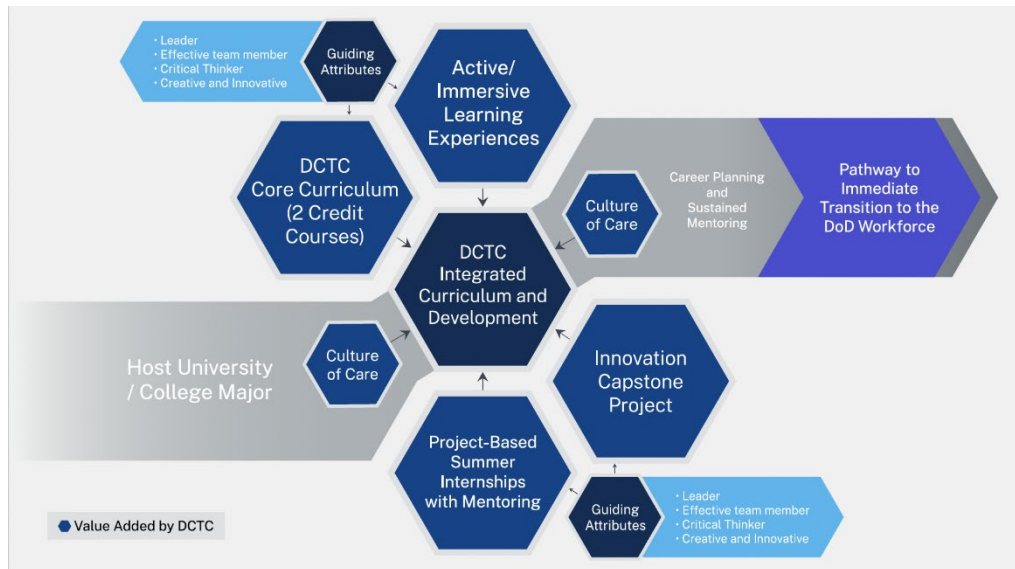 • Leader
• Effective team member
• Critical Thinker
• Creative and Innovative
Guiding
Attributes
Active/
Immersive
Learning
Experiences
DCTC
Core Curriculum
(2 Credit
Courses)
Culture
of Care
Career Planning
and
Sustained
Mentoring
Pathway to
Immediate
Transition to the
DoD Workforce
DCTC
Integrated
Curriculum and
Development
Host University
/ College Major
Culture
of Care
Innovation
Capstone
Project
Project-Based
Summer
Internships
with Mentoring
Guiding
Attributes
• Leader
• Effective team member
• Critical Thinker
• Creative and Innovative
Value Added by DCTC